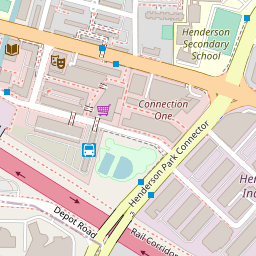 Henderson
Secondary
School
Connection
One
Henderson Park Connector
Hen
Ind
Depot Road
Rail Corridor